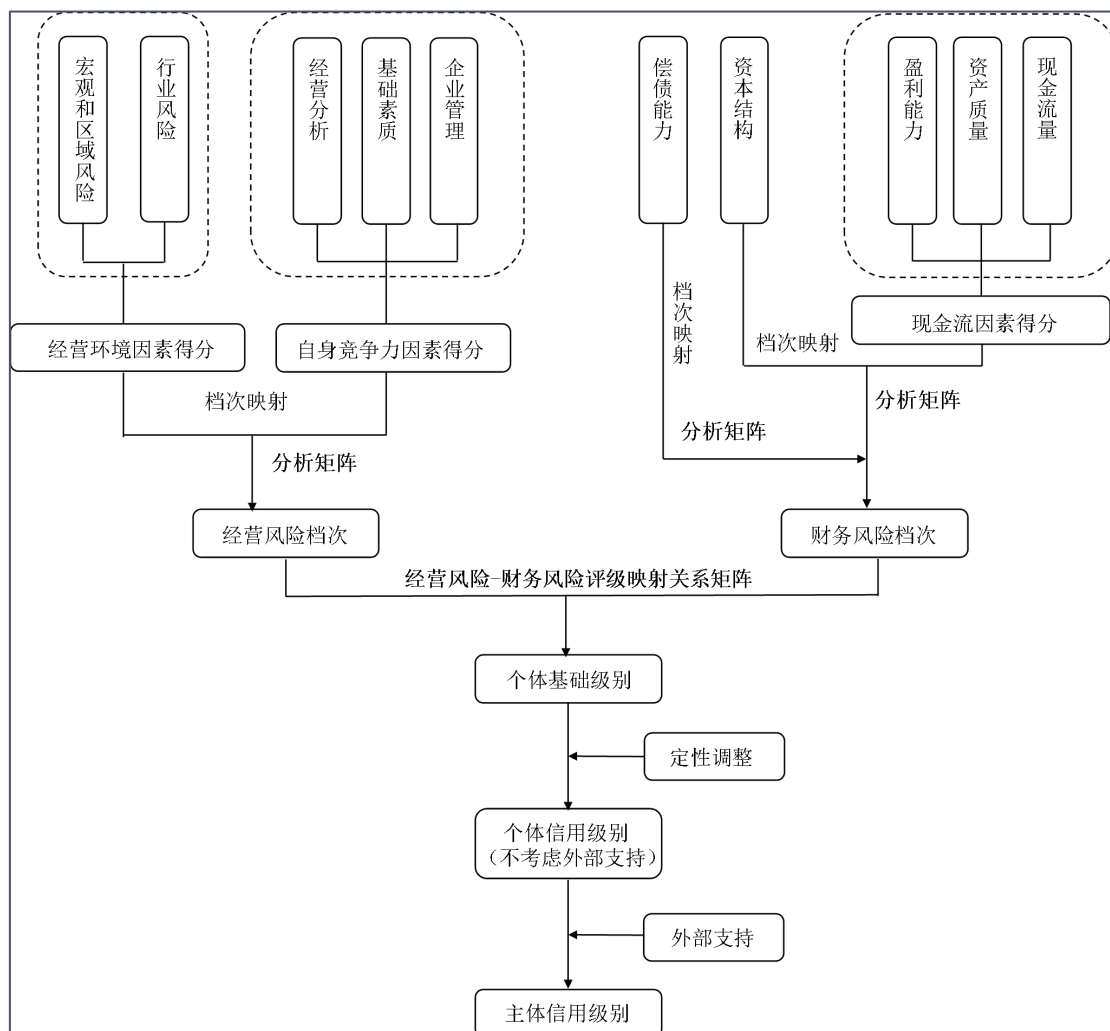 宏观和区域风险
行业风险
经营分析
基础素质
企业管理
偿债能力
资本结构
盈利能力
资产质量
现金流量
档次映射
现金流因素得分
经营环境因素得分
自身竞争力因素得分
档次映射
档次映射
分析矩阵
分析矩阵
分析矩阵
经营风险档次
财务风险档次
经营风险-财务风险评级映射关系矩阵
个体基础级别
定性调整
个体信用级别
（不考虑外部支持）
外部支持
主体信用级别